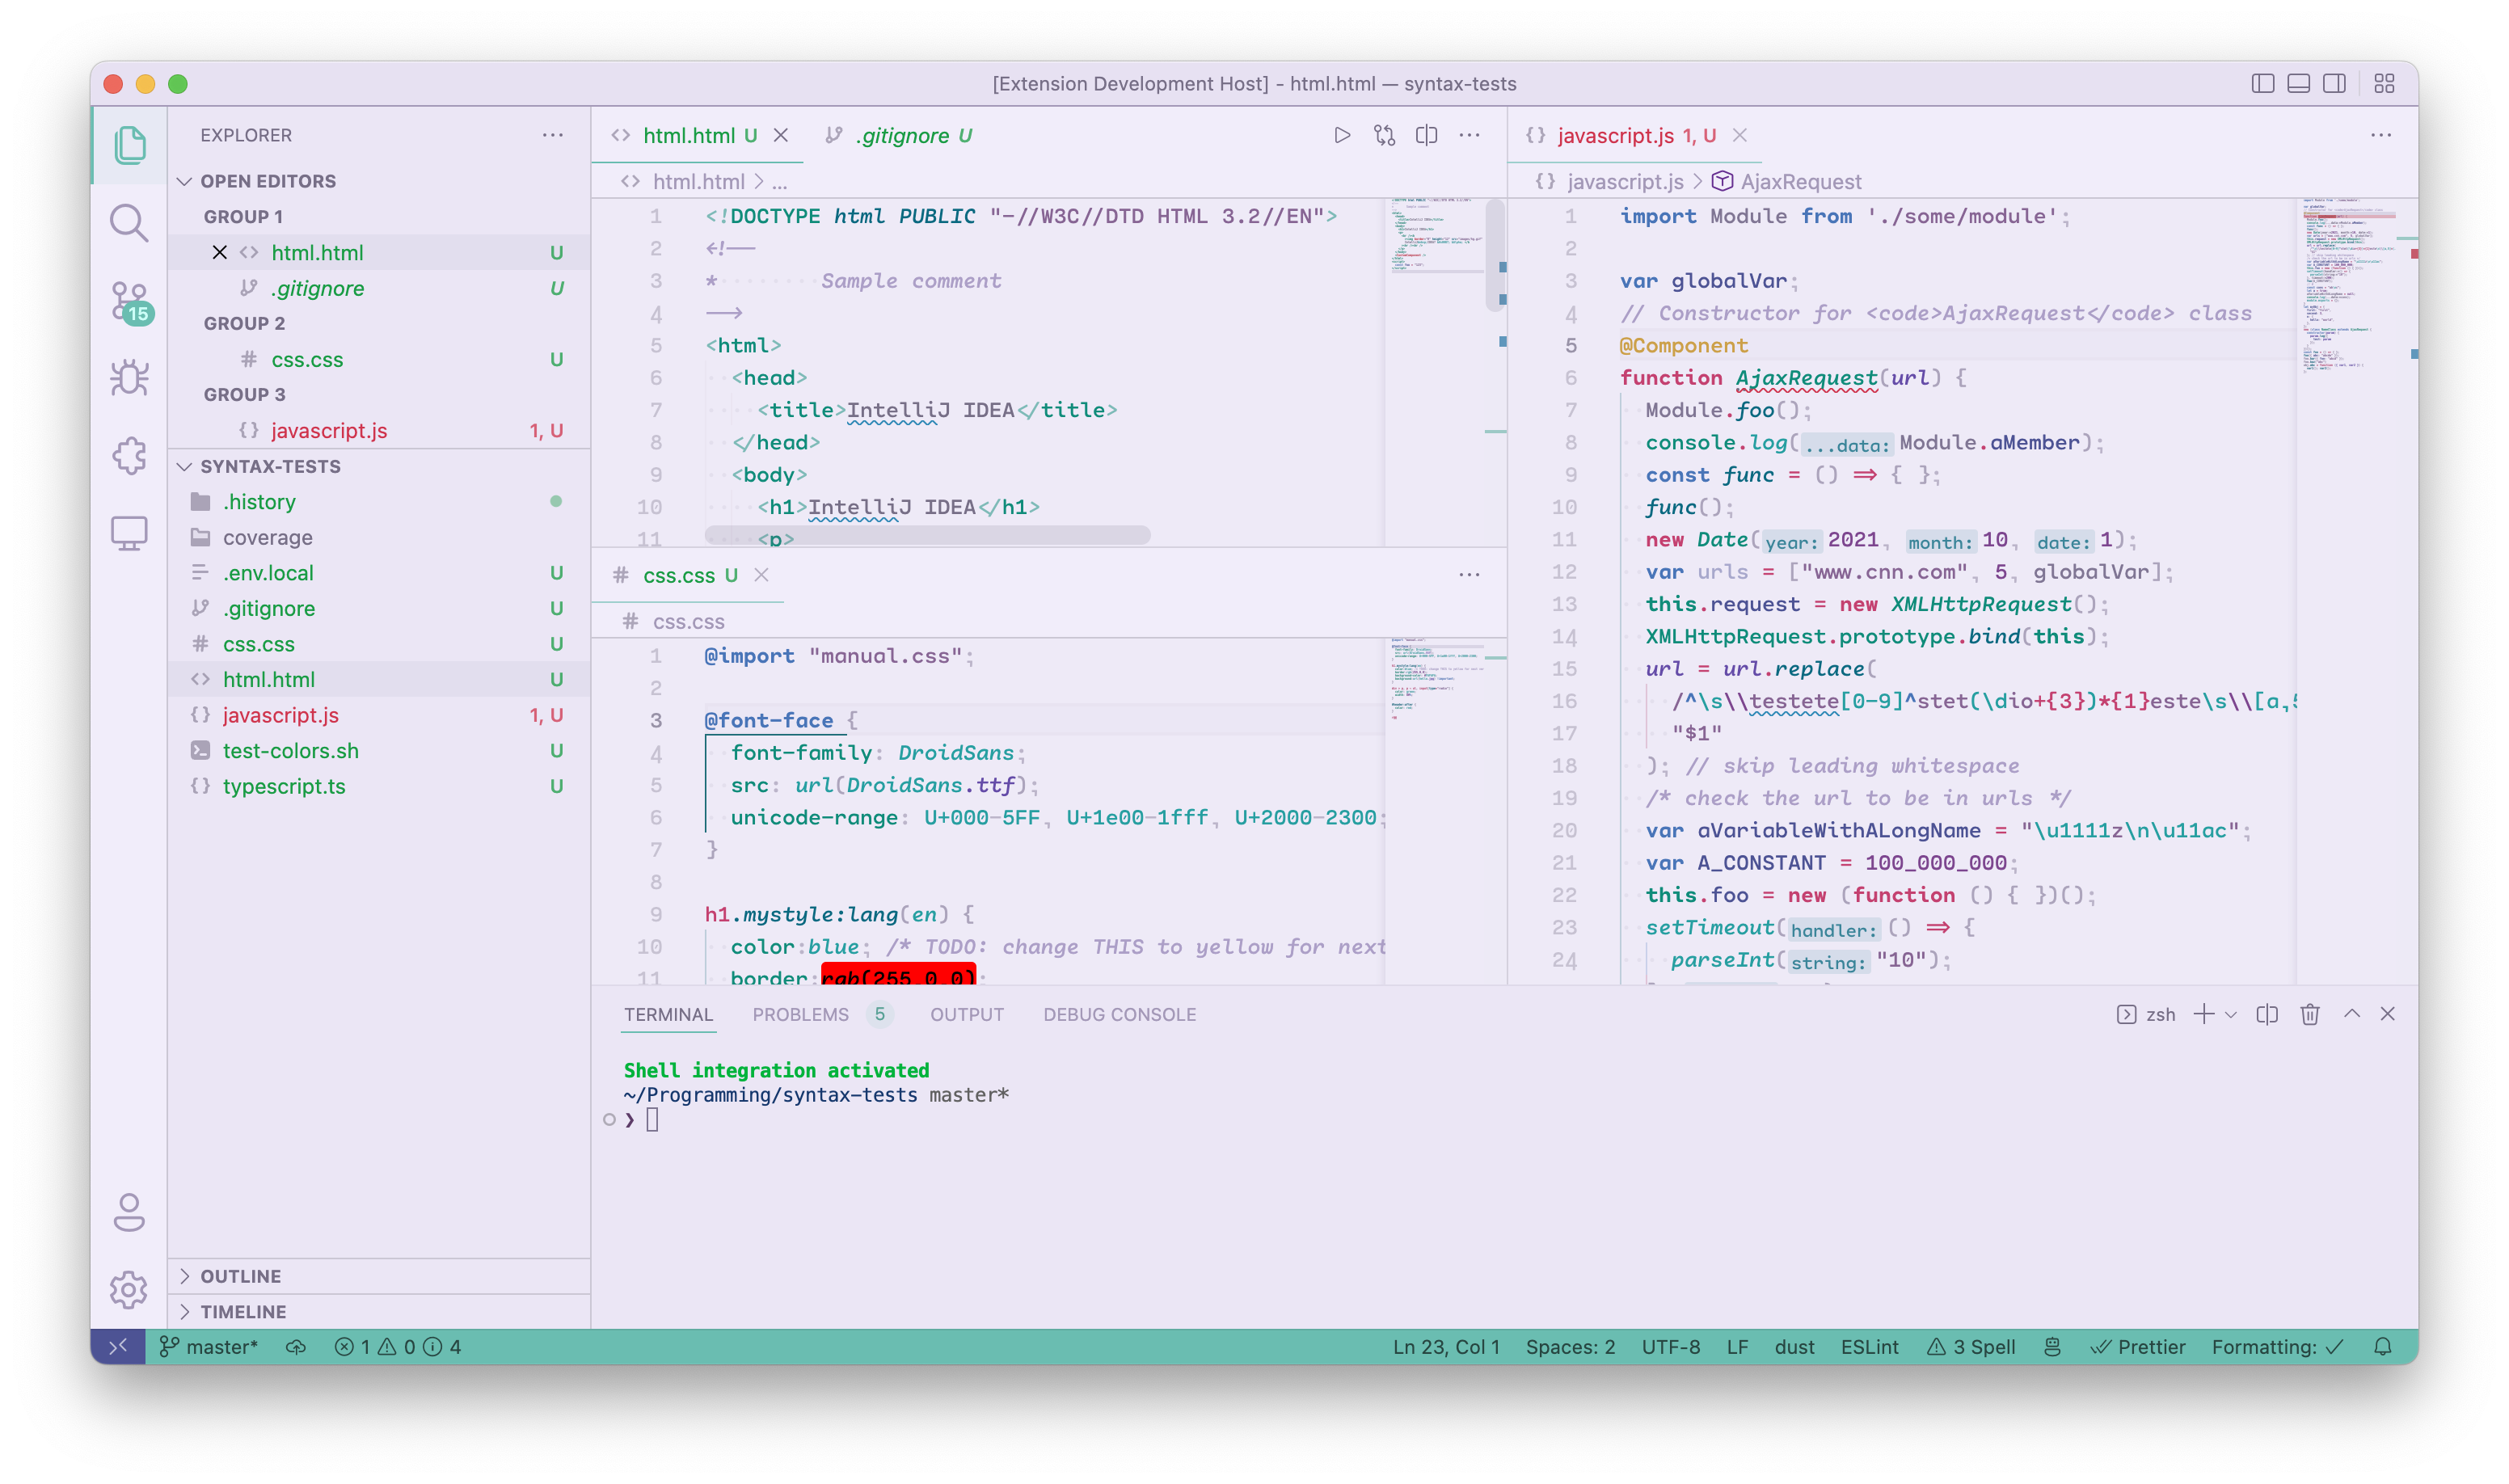 [Extension Development Host] - html.html — syntax-tests
EXPLORER
OPEN EDITORS
GROUP 1
html.html U
.gitignore U
GROUP 2
css.css U
GROUP 3
javascript.js 1, U
SYNTAX-TESTS
.history
coverage
.env.local U
.gitignore U
css.css U
html.html U
javascript.js 1, U
test-colors.sh U
typescript.ts U
OUTLINE
TIMELINE
15
html.html U .gitignore U
html.html > ...
1 <!DOCTYPE html PUBLIC "-//W3C//DTD HTML 3.2//EN">
2 <!--
3 * Sample comment
4 -->
5 <html>
6 <head>
7 <title>IntelliJ IDEA</title>
8 </head>
9 <body>
10 <h1>IntelliJ IDEA</h1>
11 <p>
css.css U
css.css
1 @import "manual.css";
2
3 @font-face {
4 font-family: DroidSans;
5 src: url(DroidSans.ttf);
6 unicode-range: U+000-5FF, U+1e00-1fff, U+2000-2300;
7 }
8
9 h1.mystyle:lang(en) {
10 color:blue; /* TODO: change THIS to yellow for next
11 border:rgb(255,0,0);
javascript.js 1, U
javascript.js > AjaxRequest
1 import Module from './some/module';
2
3 var globalVar;
4 // Constructor for <code>AjaxRequest</code> class
5 @Component
6 function AjaxRequest(url) {
7 Module.foo();
8 console.log(...data: Module.aMember);
9 const func = () => { };
10 func();
11 new Date(year: 2021, month: 10, date: 1);
12 var urls = ["www.cnn.com", 5, globalVar];
13 this.request = new XMLHttpRequest();
14 XMLHttpRequest.prototype.bind(this);
15 url = url.replace(
16 /^\s\\testete[0-9]^stet(\dio+{3})*{1}este\s\\[a,5
17 "$1"
18 ); // skip leading whitespace
19 /* check the url to be in urls */
20 var aVariableWithALongName = "\u1111z\n\u11ac";
21 var A_CONSTANT = 100_000_000;
22 this.foo = new (function () { })();
23 setTimeout(handler: () => {
24 parseInt(string: "10");
TERMINAL PROBLEMS 5 OUTPUT DEBUG CONSOLE
zsh
Shell integration activated
~/Programming/syntax-tests master*
❯
master* 1 0 4
Ln 23, Col 1 Spaces: 2 UTF-8 LF dust ESLint 3 Spell Prettier Formatting: ✓